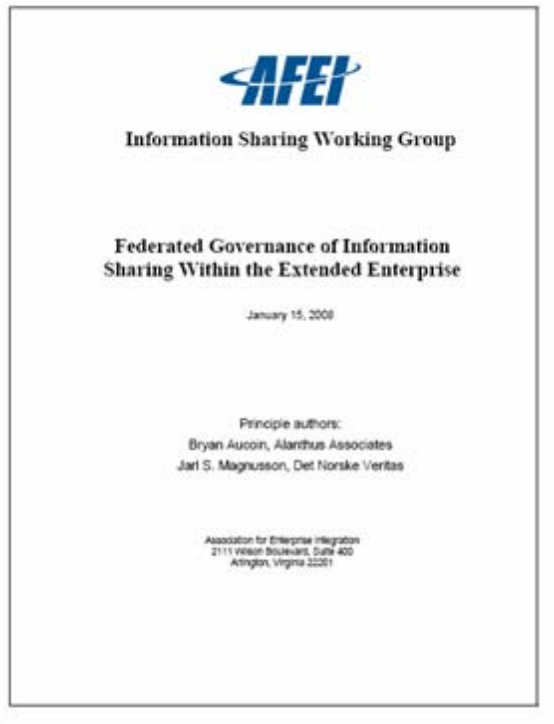 AFEI
Information Sharing Working Group
Federated Governance of Information
Sharing Within the Extended Enterprise
January 15, 2008
Principle authors:
Bryan Aucoin, Alanthus Associates
Jarl S. Magnusson, Det Norske Veritas
Association for Enterprise Integration
2111 Wilson Boulevard, Suite 400
Arlington, Virginia 22201